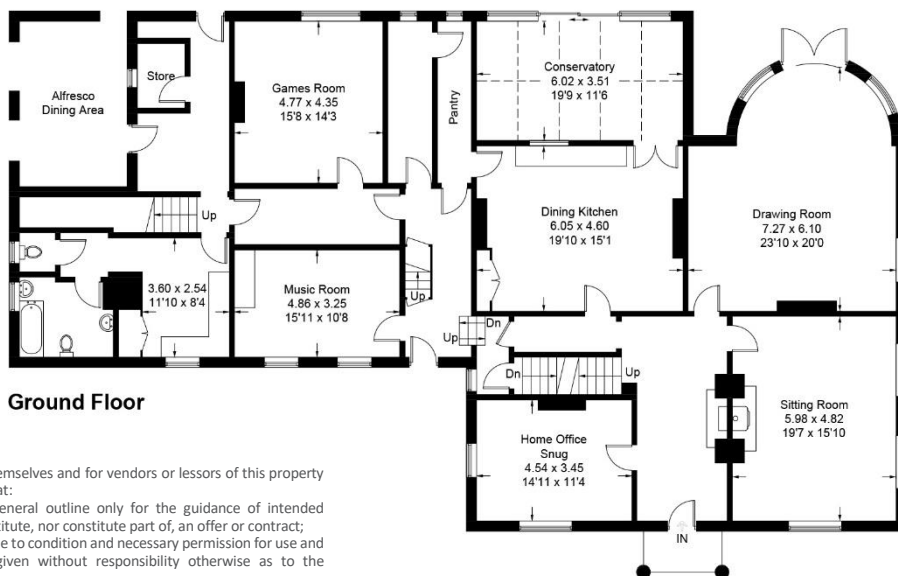 Store
Alfresco
Dining Area
Games Room
4.77 x 4.35
15'8 x 14'3
Pantry
Conservatory
6.02 x 3.51
19'9 x 11'6
Up
Dining Kitchen
6.05 x 4.60
19'10 x 15'1
Drawing Room
7.27 x 6.10
23'10 x 20'0
3.60 x 2.54
11'10 x 8'4
Music Room
4.86 x 3.25
15'11 x 10'8
Up
Dn
Up
Dn
Up
Ground Floor
Sitting Room
5.98 x 4.82
19'7 x 15'10
Home Office
Snug
4.54 x 3.45
14'11 x 11'4
IN
emselves and for vendors or lessors of this property
at:
eneral outline only for the guidance of intended
titute, nor constitute part of, an offer or contract;
e to condition and necessary permission for use and
given without responsibility otherwise as to the